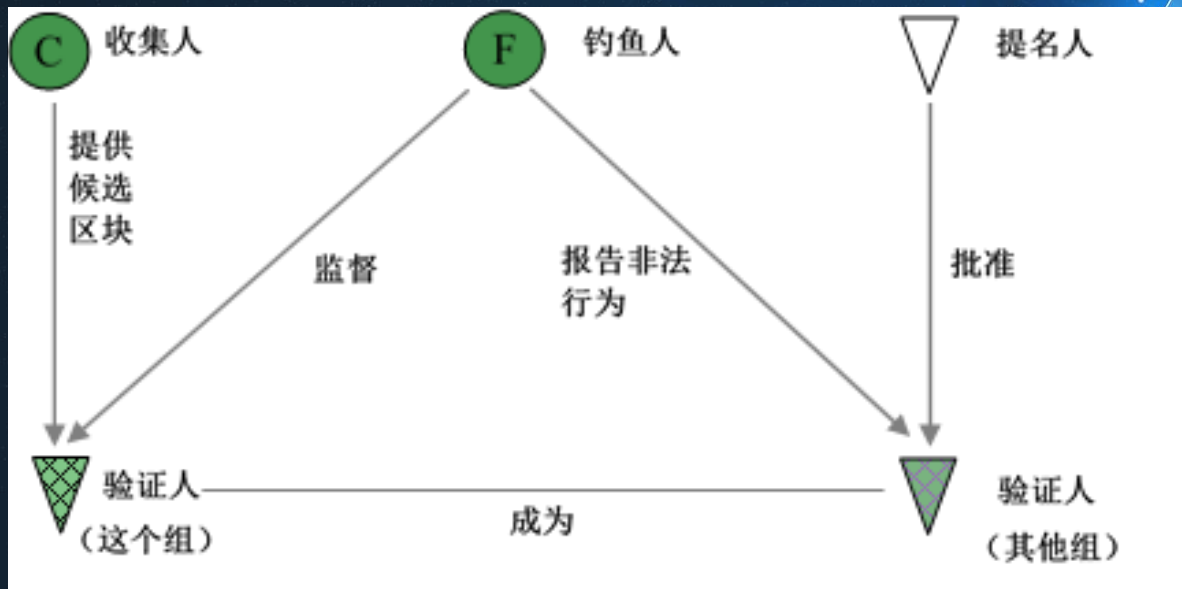 C 收集人
F 钓鱼人
提名人
提供
候选
区块
监督
报告非法
行为
批准
验证人
（这个组）
成为
验证人
（其他组）